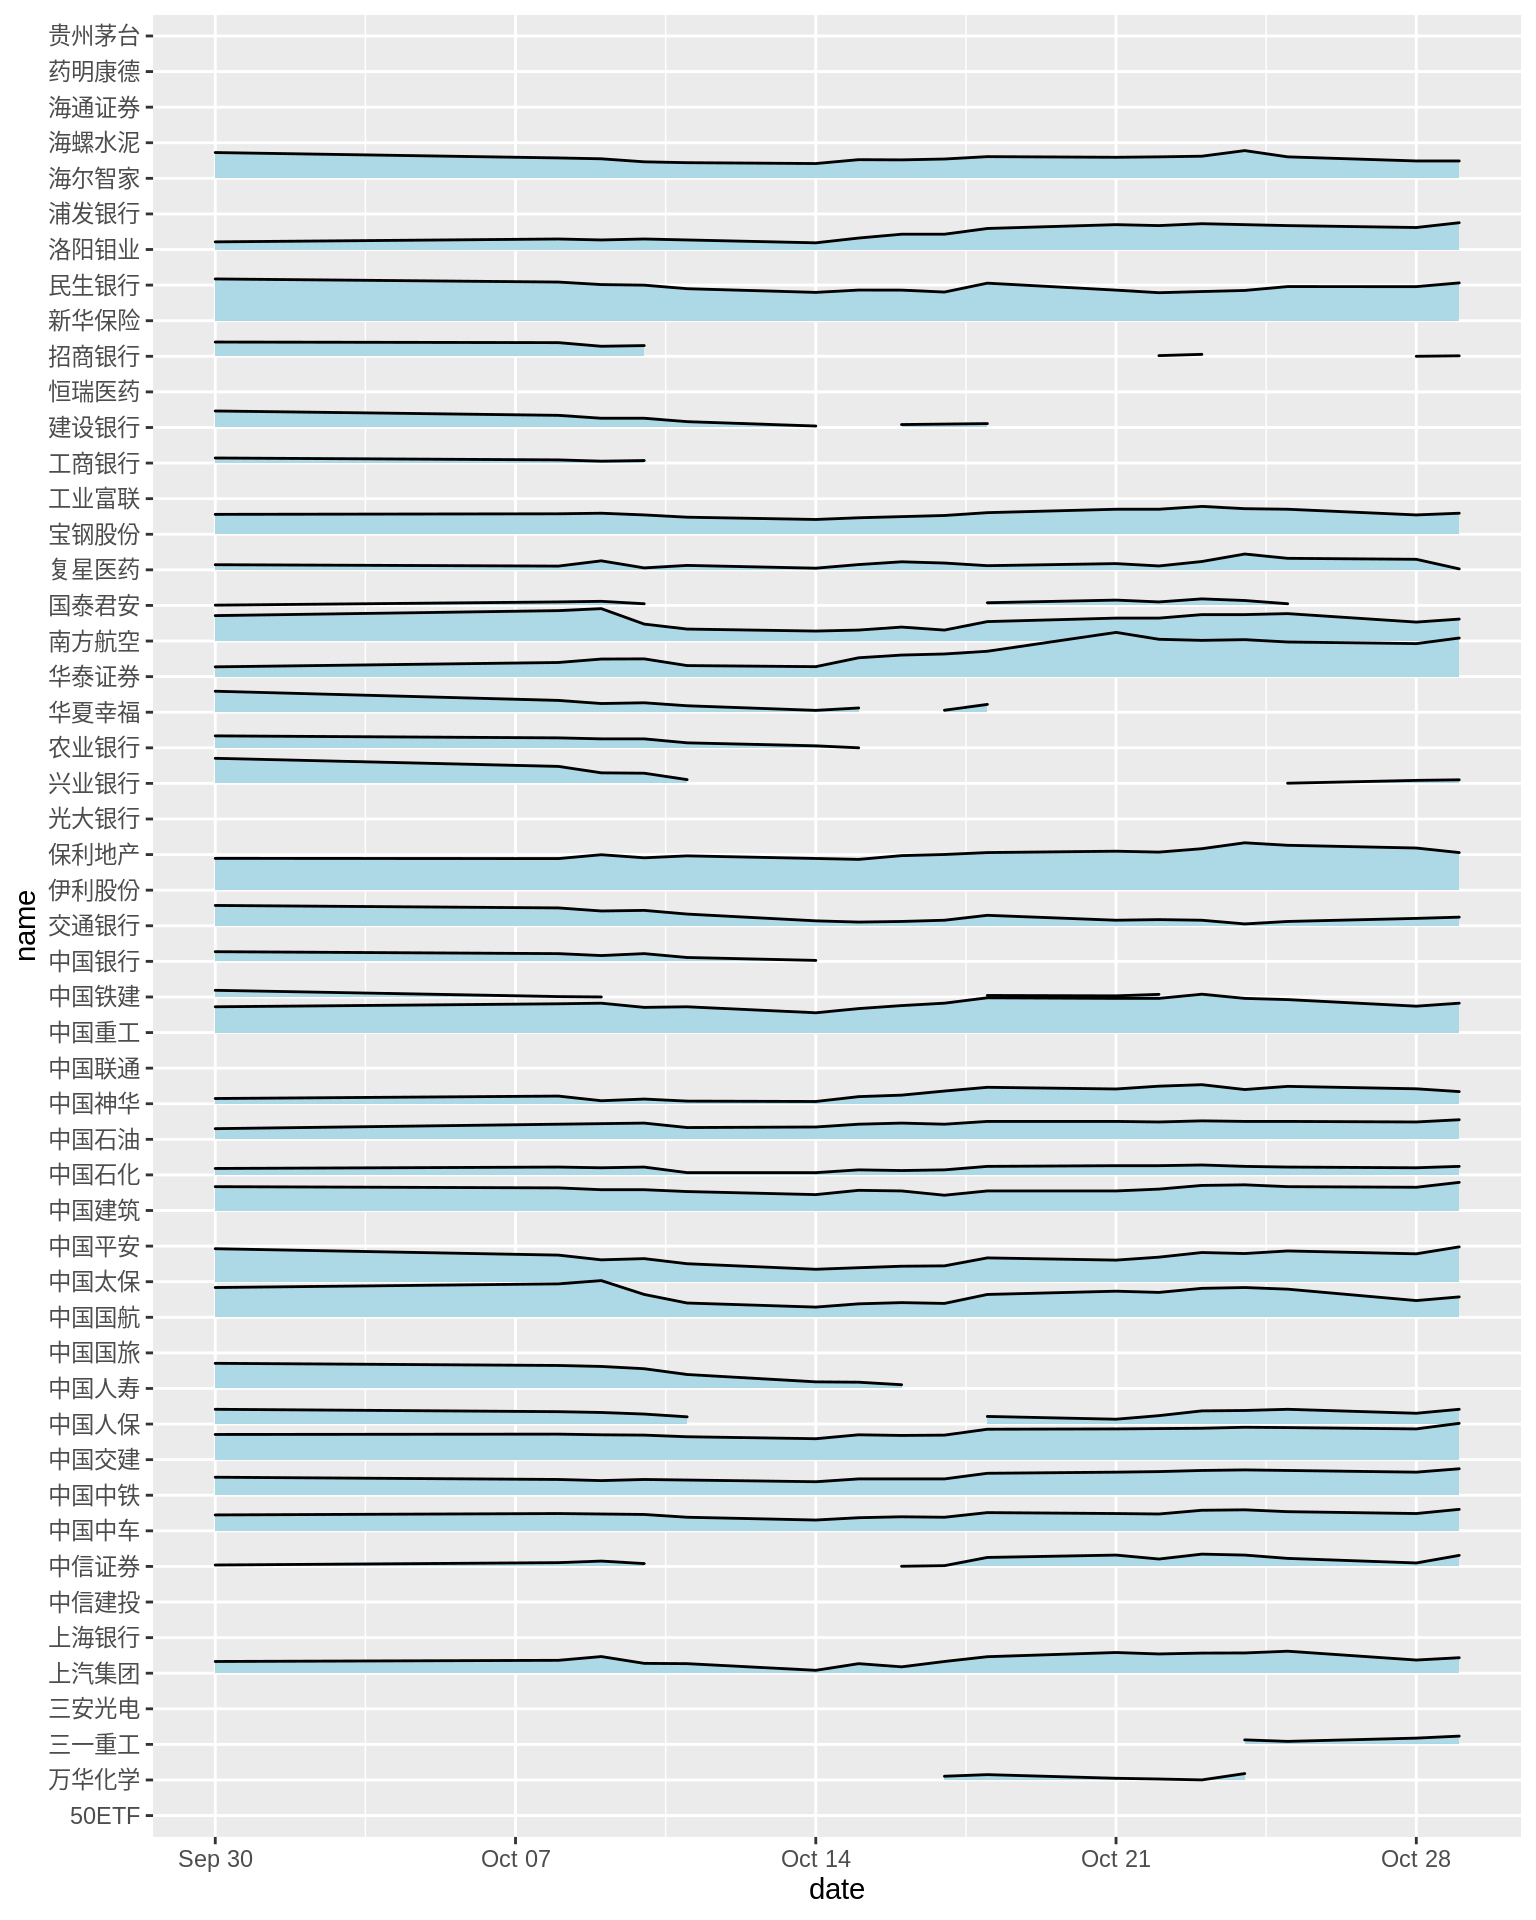 贵州茅台
药明康德
海通证券
海螺水泥
海尔智家
浦发银行
洛阳钼业
民生银行
新华保险
招商银行
恒瑞医药
建设银行
工商银行
工业富联
宝钢股份
复星医药
国泰君安
南方航空
华泰证券
华夏幸福
农业银行
兴业银行
光大银行
保利地产
伊利股份
交通银行
中国银行
中国铁建
中国重工
中国联通
中国神华
中国石油
中国石化
中国建筑
中国平安
中国太保
中国国航
中国国旅
中国人寿
中国人保
中国交建
中国中铁
中国中车
中信证券
中信建投
上海银行
上汽集团
三安光电
三一重工
万华化学
50ETF
name
Sep 30 Oct 07 Oct 14 Oct 21 Oct 28
date